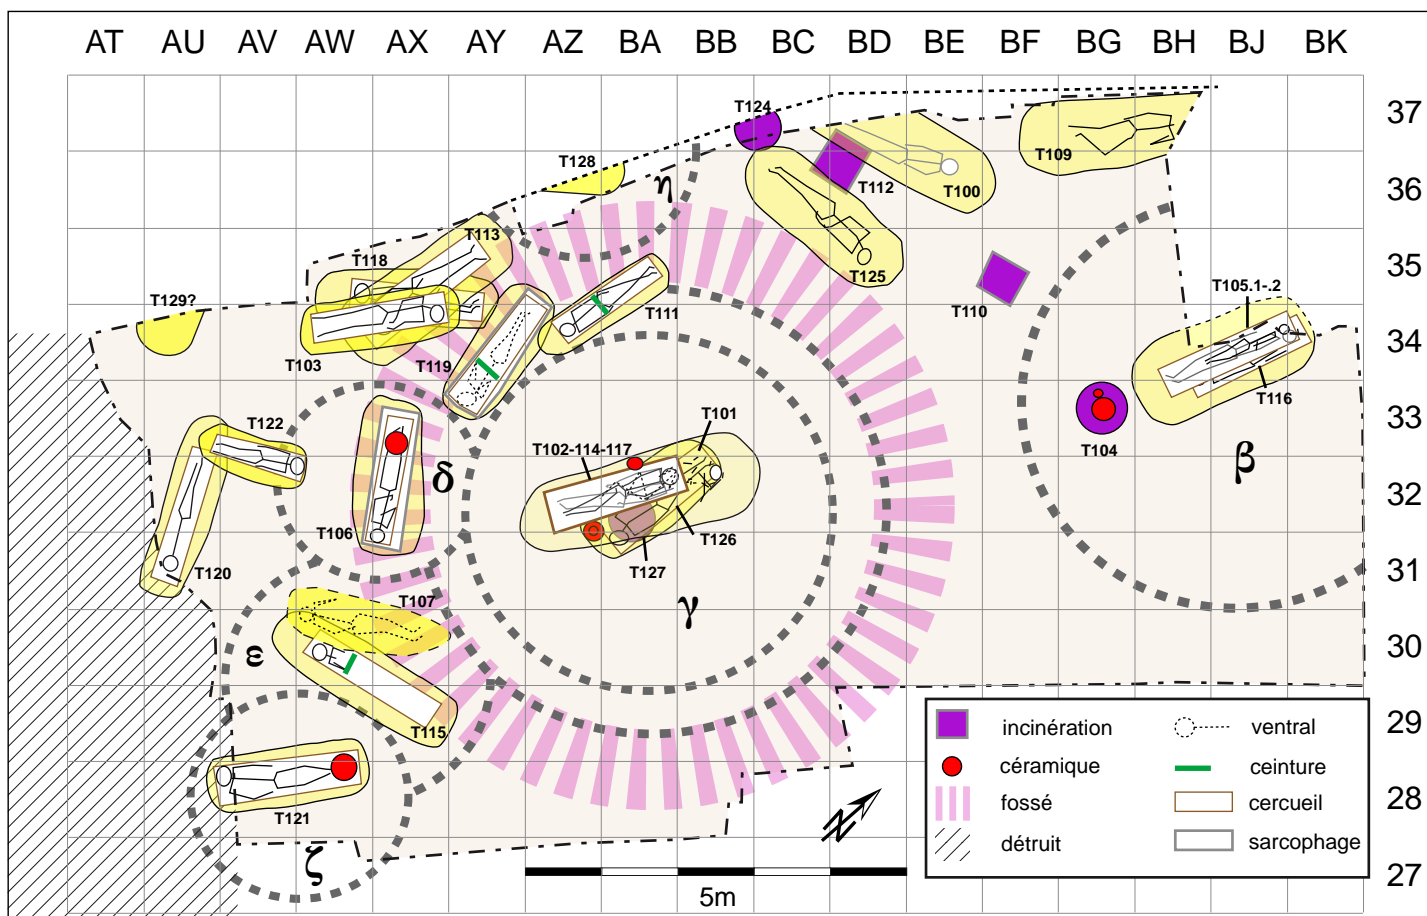 AT AU AV AW AX AY AZ BA BB BC BD BE BF BG BH BJ BK
37
T124
T109
T128
T112
T100
36
η
T113
T118
T125
35
T129?
T105.1-.2
T110
T111
34
T103
T119
T116
T122
T101
33
T104
T102-114-117
β
δ
32
T106
T126
T120
T127
31
T107
γ
ε
30
T115
29
incinération
ventral
céramique
ceinture
T121
fossé
cercueil
28
N
détruit
sarcophage
ζ
27
5m